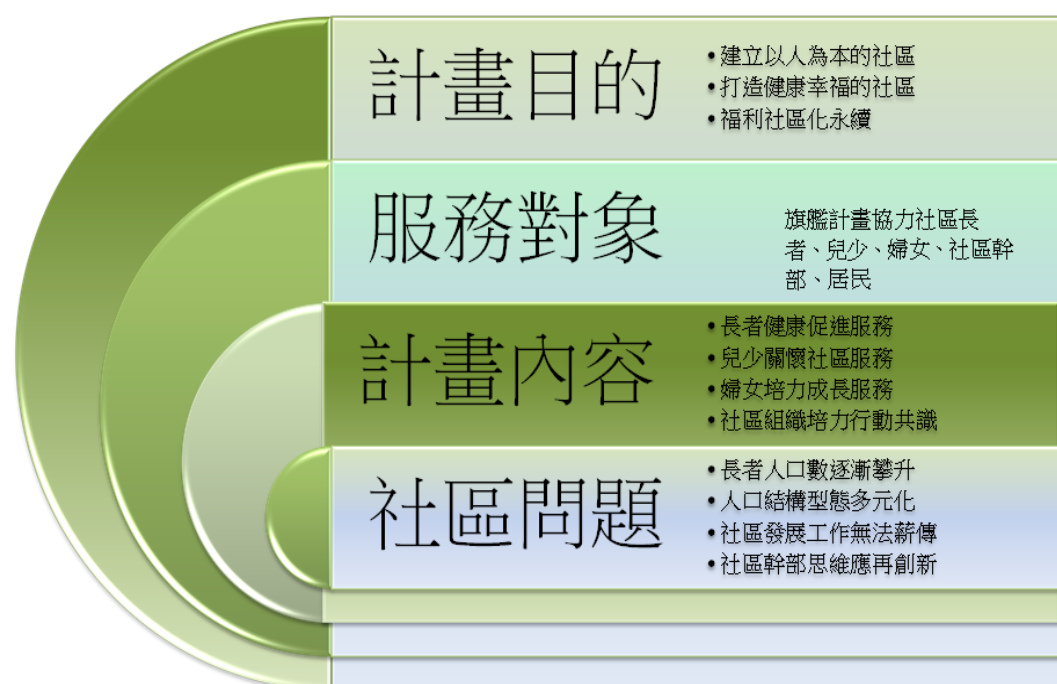 計畫目的
•建立以人為本的社區
•打造健康幸福的社區
•福利社區化永續
服務對象
旗艦計畫協力社區長
者、兒少、婦女、社區幹
部、居民
計畫內容
•長者健康促進服務
•兒少關懷社區服務
•婦女培力成長服務
•社區組織培力行動共識
社區問題
•長者人口數逐漸攀升
•人口結構型態多元化
•社區發展工作無法薪傳
•社區幹部思維應再創新